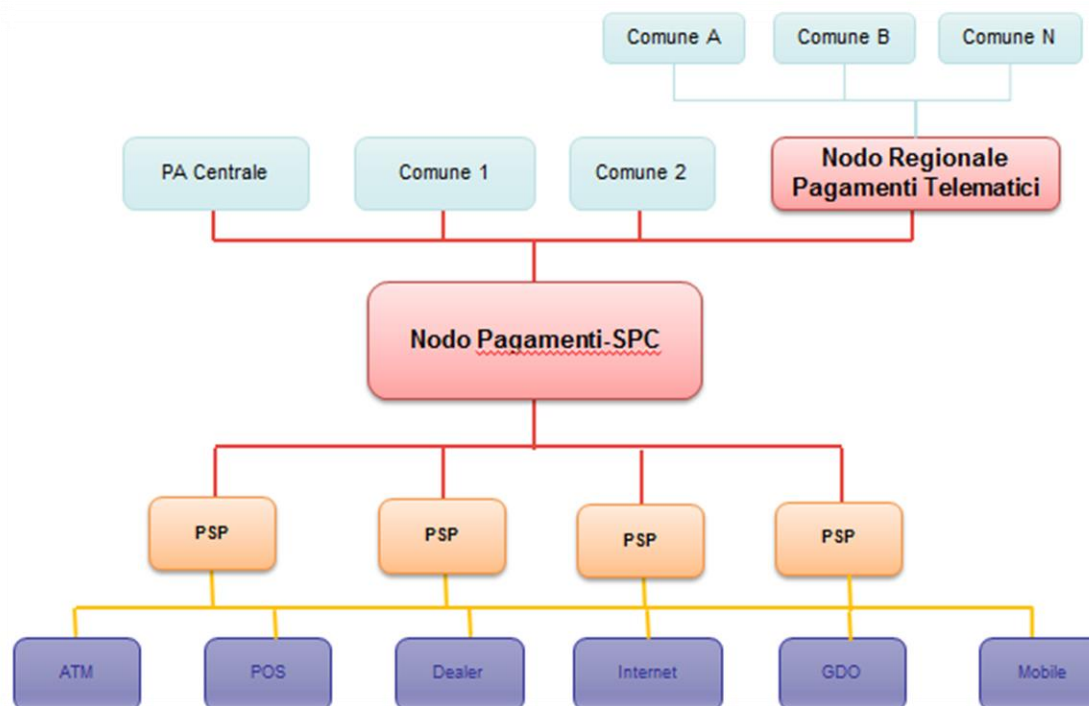 Comune A
Comune B
Comune N
PA Centrale
Comune 1
Comune 2
Nodo Regionale
Pagamenti Telematici
Nodo Pagamenti-SPC
PSP
PSP
PSP
PSP
ATM
POS
Dealer
Internet
GDO
Mobile